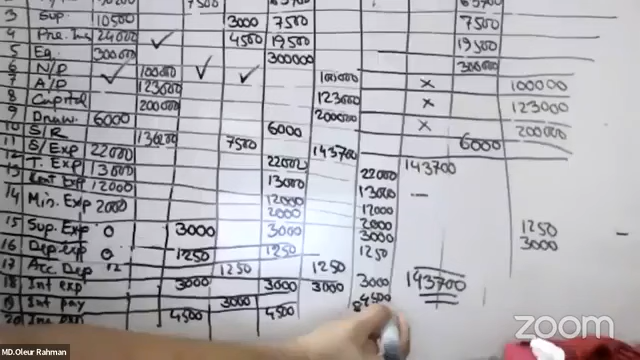 3 Sup. 10500 3000 7500 7500
4 Pre. Ins 24000 4500 19500 19500
5 Eq. 300000 300000 300000
6 N/P 100000 100000 × 100000
7 A/P 123000 123000 × 123000
8 Capital 200000 200000 × 200000
9 Draw. 6000 6000 6000
10 S/R 136200 7500 143700 143700
11 S/Exp 22000 22000 22000
12 T. Exp 13000 13000 13000
13 Rent Exp 12000 12000 12000
14 Mis. Exp 2000 2000 2000
15 Sup. Exp 0 3000 3000 3000 1250
16 Dep. exp 0 1250 1250 1250 3000
17 Acc Dep 1250 1250
18 Int exp 3000 3000 3000 3000 143700
19 Int pay 3000 4500
20 4500 4500
MD.Oleur Rahman
zoom